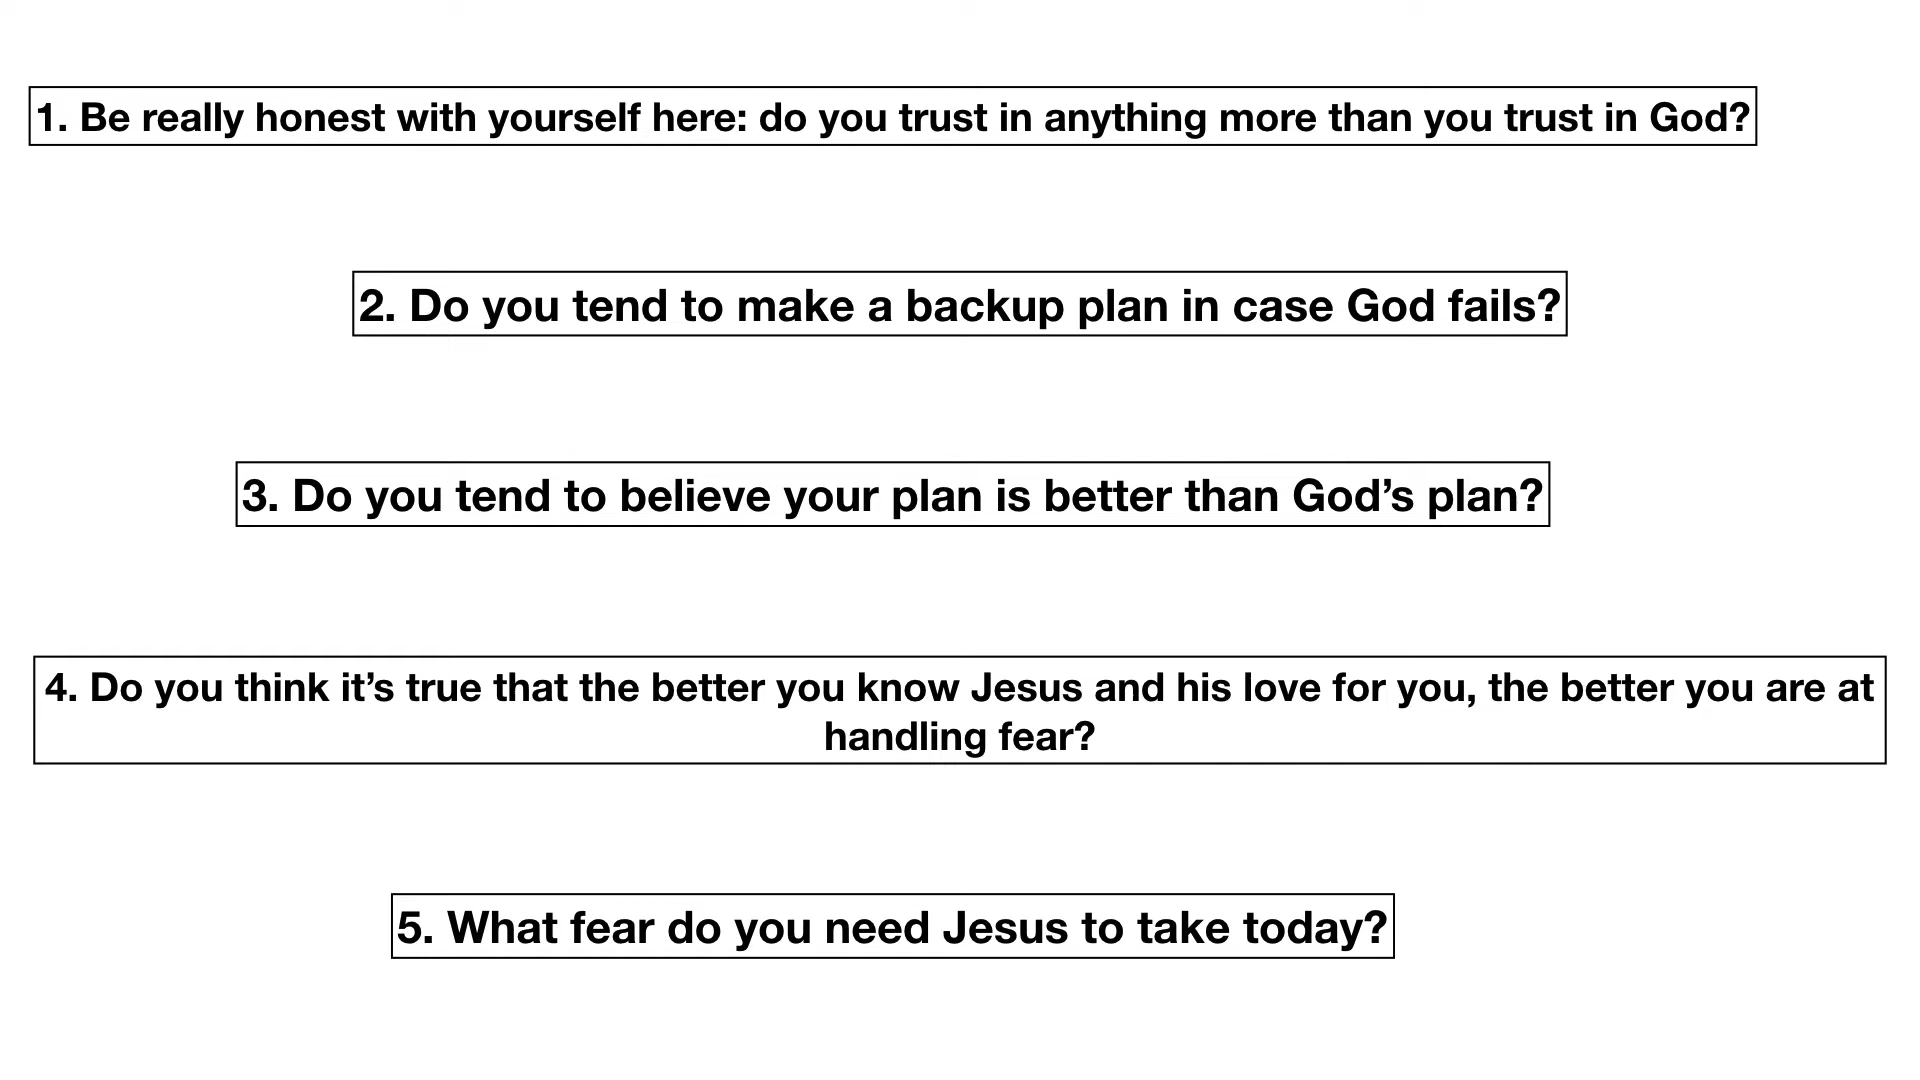 1. Be really honest with yourself here: do you trust in anything more than you trust in God?
2. Do you tend to make a backup plan in case God fails?
3. Do you tend to believe your plan is better than God’s plan?
4. Do you think it’s true that the better you know Jesus and his love for you, the better you are at
handling fear?
5. What fear do you need Jesus to take today?